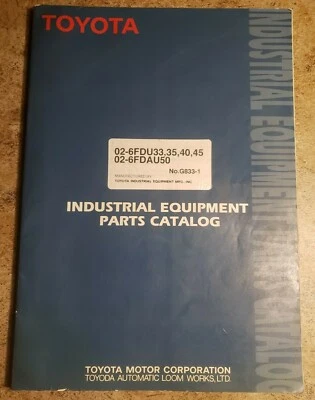 TOYOTA
02-6FDU33,35,40,45
02-6FDAU50
No.G833-1
MANUFACTURED BY
TOYOTA INDUSTRIAL EQUIPMENT MFG. INC.
INDUSTRIAL EQUIPMENT
PARTS CATALOG
TOYOTA MOTOR CORPORATION
TOYODA AUTOMATIC LOOM WORKS,LTD.
INDUSTRIAL EQUIPMENT PARTS CATALOG